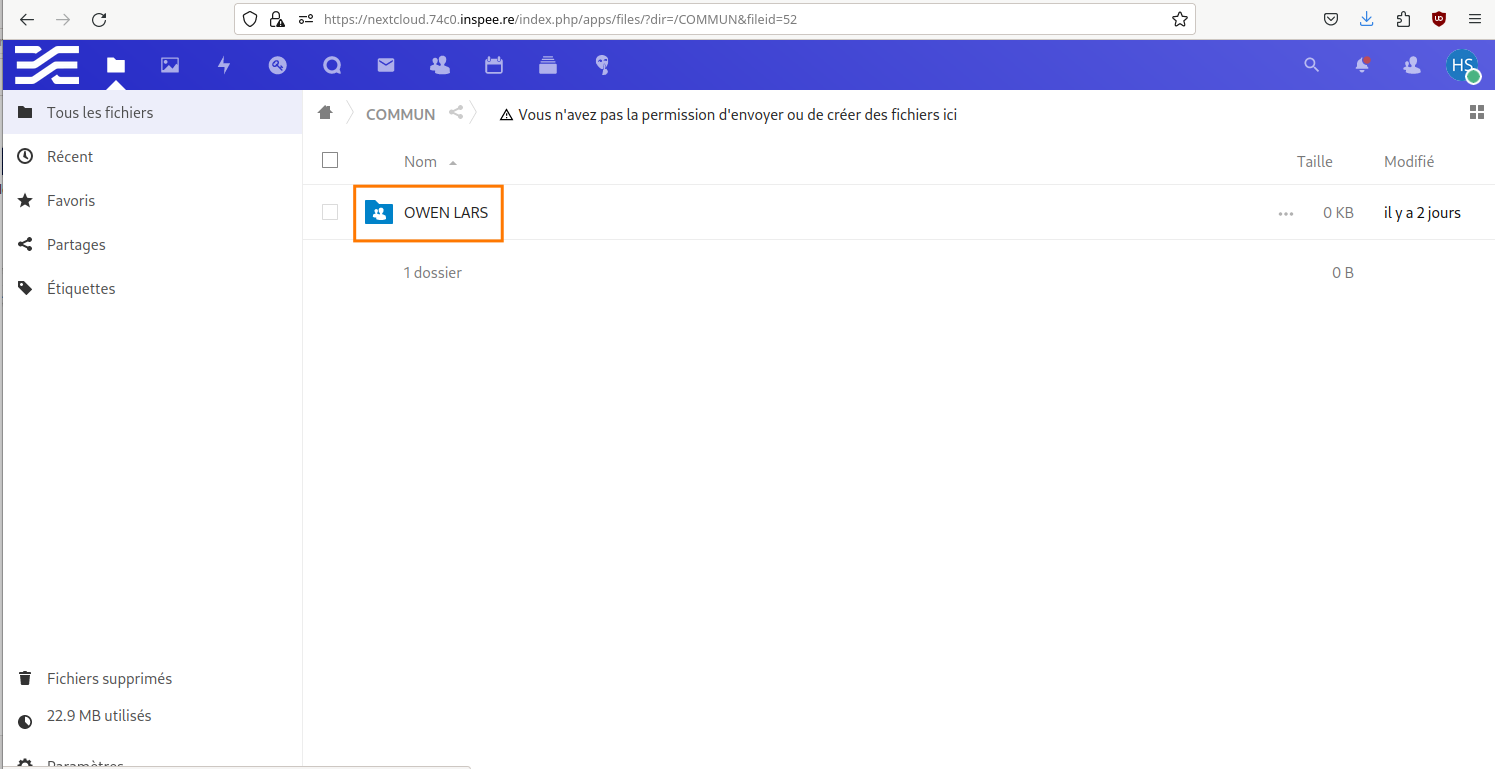 https://nextcloud.74c0.inspee.re/index.php/apps/files/?dir=/COMMUN&fileid=52
HS
Tous les fichiers
Récent
Favoris
Partages
Étiquettes
COMMUN
Vous n'avez pas la permission d'envoyer ou de créer des fichiers ici
Nom Taille Modifié
OWEN LARS ... 0 KB il y a 2 jours
1 dossier 0 B
Fichiers supprimés
22.9 MB utilisés
Paramètres